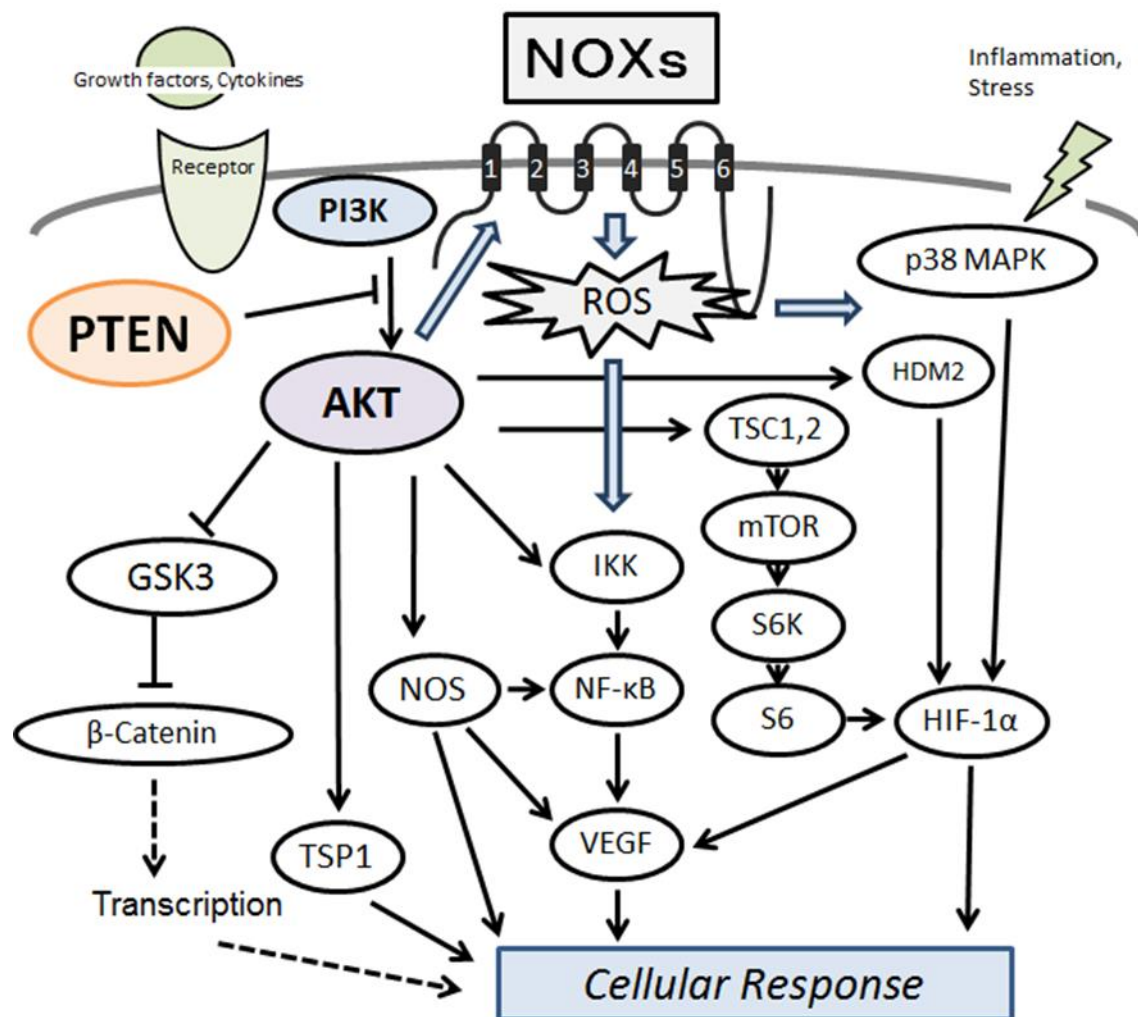 NOXs
Growth factors, Cytokines
Inflammation,
Stress
Receptor
1 2 3 4 5 6
PI3K
p38 MAPK
ROS
PTEN
HDM2
AKT
TSC1,2
mTOR
IKK
GSK3
S6K
NOS
NF-κB
S6
HIF-1α
β-Catenin
VEGF
TSP1
Transcription
Cellular Response